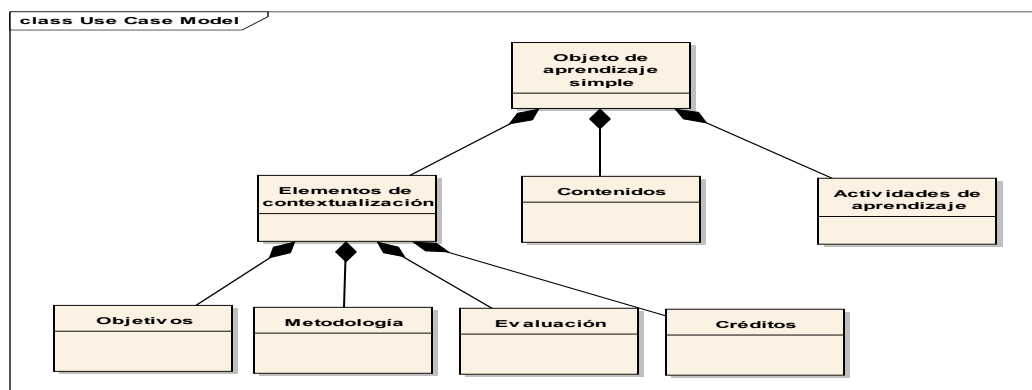 class Use Case Model
Objeto de
aprendizaje
simple
Elementos de
contextualización
Contenidos
Actividades de
aprendizaje
Objetivos
Metodología
Evaluación
Créditos